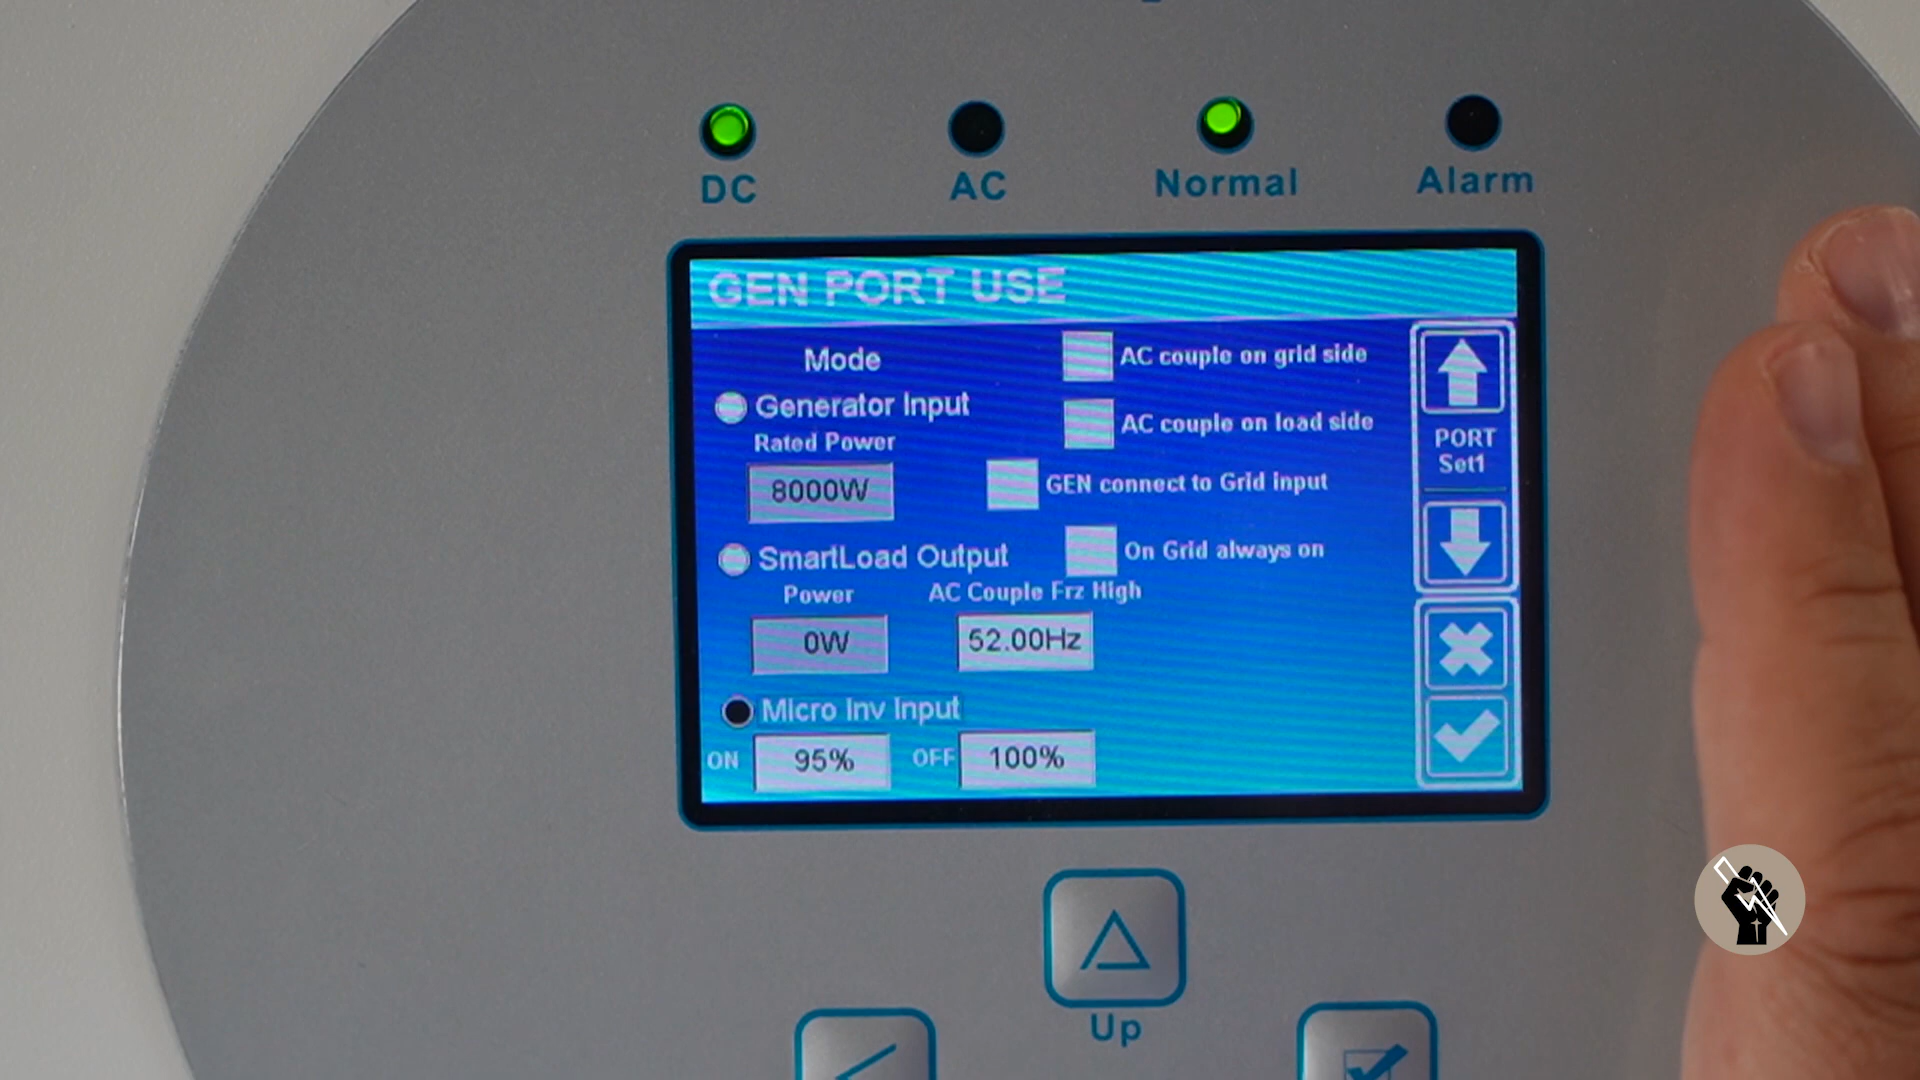 DC
AC
Normal
Alarm
GEN PORT USE
Mode
AC couple on grid side
Generator Input
AC couple on load side
Rated Power
8000W
GEN connect to Grid input
PORT
Set1
SmartLoad Output
On Grid always on
Power
AC Couple Frz High
0W
52.00Hz
Micro Inv Input
ON
95%
OFF
100%
Up